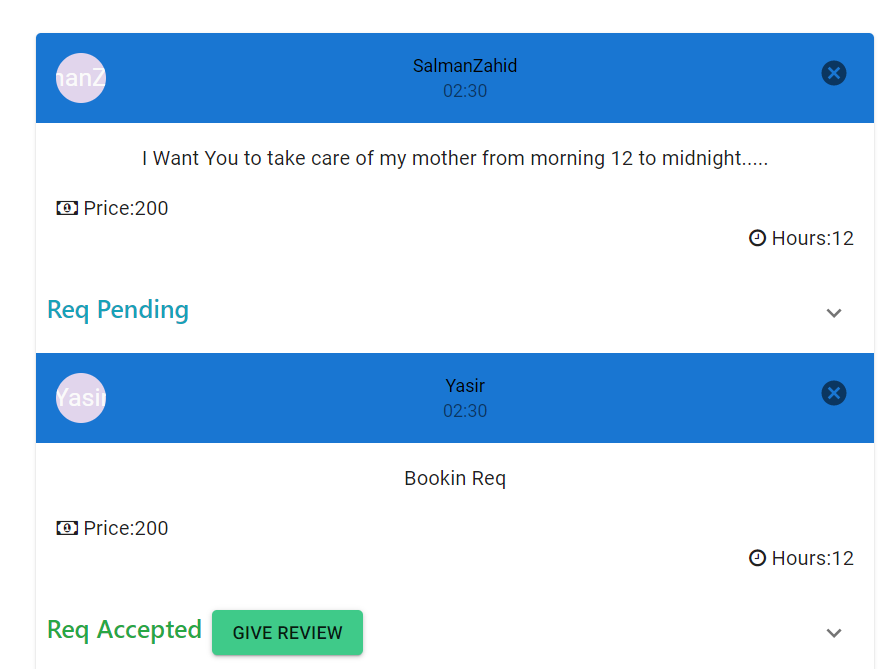 nanZ
SalmanZahid
02:30
I Want You to take care of my mother from morning 12 to midnight.....
Price:200
Hours:12
Req Pending
Yasir
Yasir
02:30
Bookin Req
Price:200
Hours:12
Req Accepted GIVE REVIEW